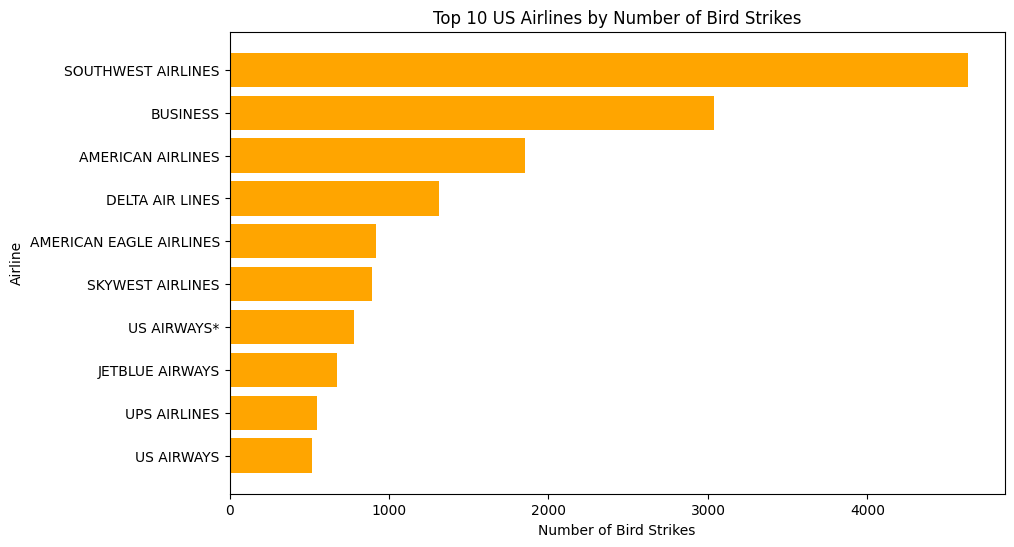 Top 10 US Airlines by Number of Bird Strikes
Airline
SOUTHWEST AIRLINES
BUSINESS
AMERICAN AIRLINES
DELTA AIR LINES
AMERICAN EAGLE AIRLINES
SKYWEST AIRLINES
US AIRWAYS*
JETBLUE AIRWAYS
UPS AIRLINES
US AIRWAYS
0 1000 2000 3000 4000
Number of Bird Strikes